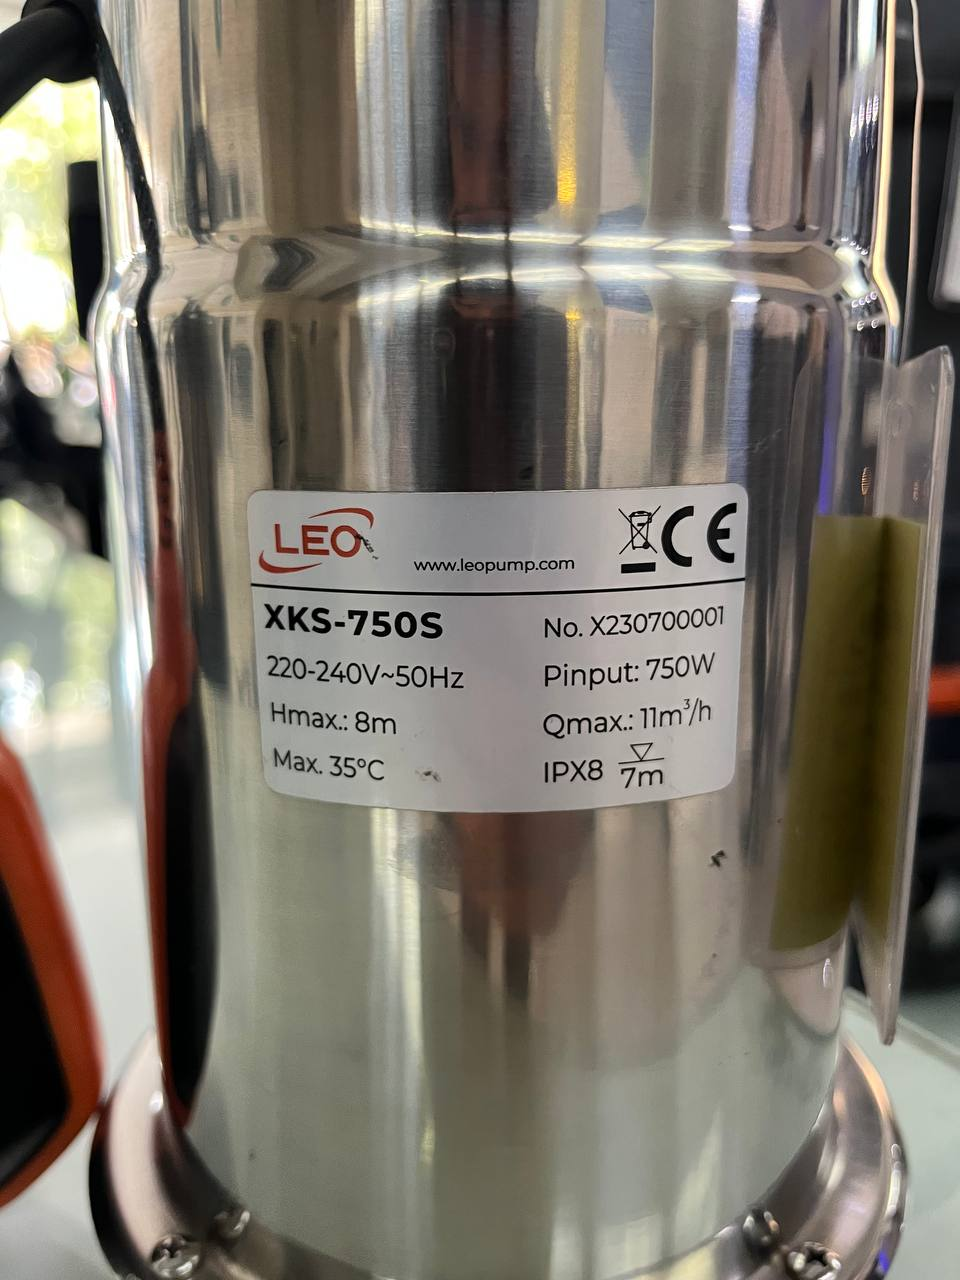 LEO
www.leopump.com
CE
XKS-750S
No. X230700001
220-240V~50Hz
Pinput: 750W
Hmax.: 8m
Qmax.: 11m³/h
Max. 35°C
IPX8 7m